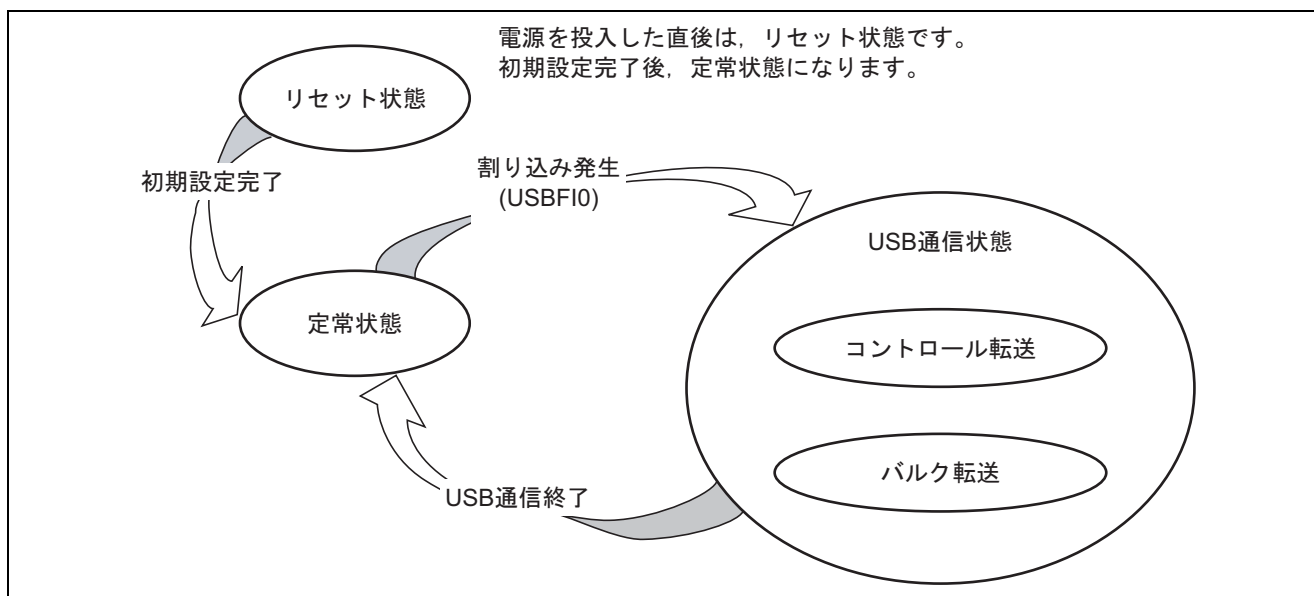 電源を投入した直後は，リセット状態です。
初期設定完了後，定常状態になります。
リセット状態
初期設定完了
割り込み発生
(USBFI0)
定常状態
USB通信状態
コントロール転送
バルク転送
USB通信終了